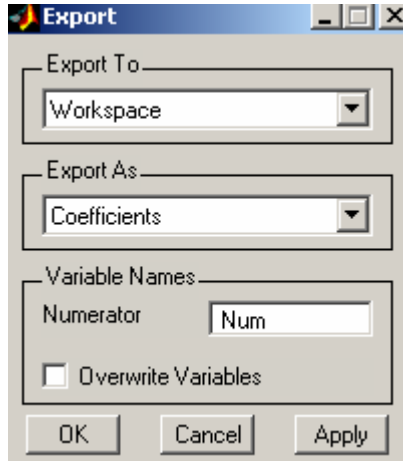 Export
Export To
Workspace
Export As
Coefficients
Variable Names
Numerator Num
Overwrite Variables
OK Cancel Apply